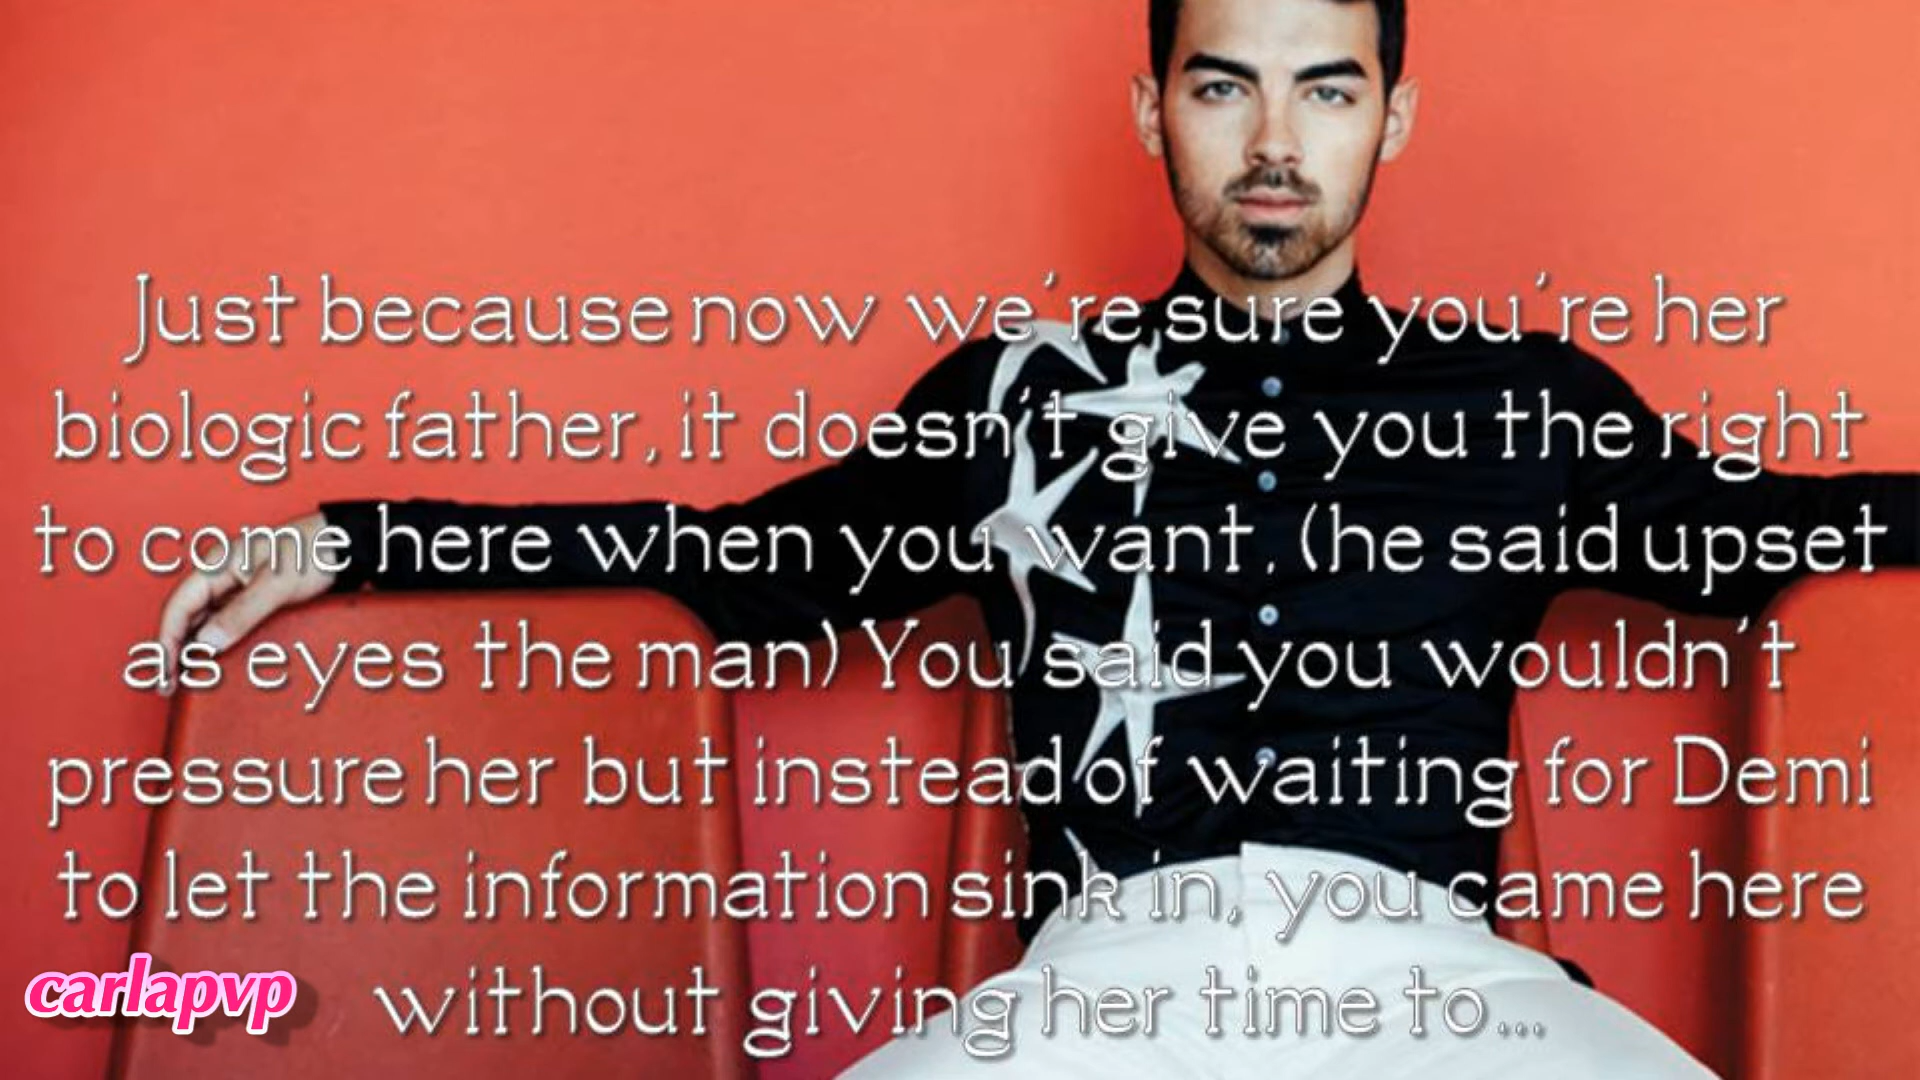 Just because now we're sure you're her
biologic father, it doesn't give you the right
to come here when you want. (he said upset
as eyes the man) You said you wouldn't
pressure her but instead of waiting for Demi
to let the information sink in, you came here
without giving her time to...
carlapvp